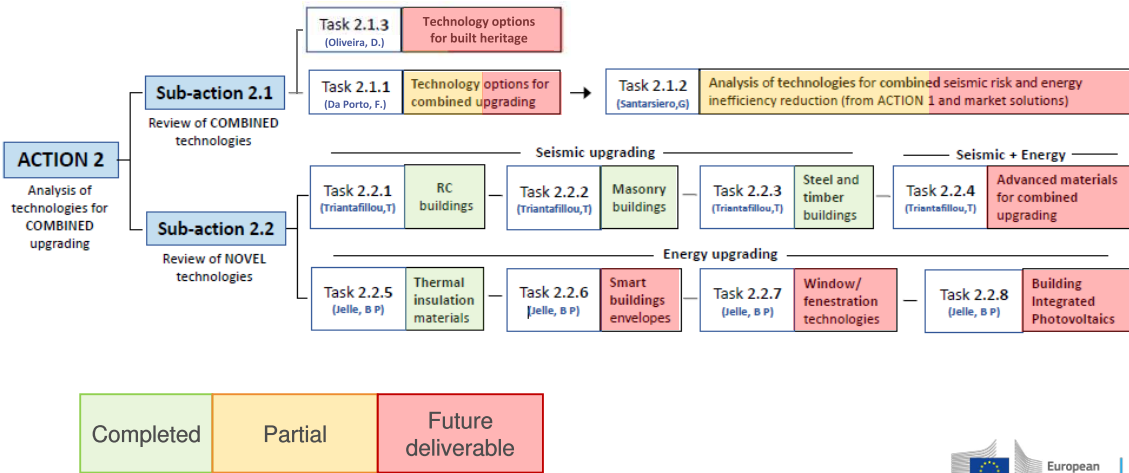 Task 2.1.3
(Oliveira, D.)
Technology options
for built heritage
Sub-action 2.1
Review of COMBINED
technologies
Task 2.1.1
(Da Porto, F.)
Technology options for
combined upgrading
Task 2.1.2
(Santarsiero,G)
Analysis of technologies for combined seismic risk and energy
inefficiency reduction (from ACTION 1 and market solutions)
ACTION 2
Analysis of
technologies for
COMBINED
upgrading
Seismic upgrading
Seismic + Energy
Task 2.2.1
(Triantafillou,T)
RC
buildings
Task 2.2.2
(Triantafillou,T)
Masonry
buildings
Task 2.2.3
(Triantafillou,T)
Steel and
timber
buildings
Task 2.2.4
(Triantafillou,T)
Advanced materials
for combined
upgrading
Sub-action 2.2
Review of NOVEL
technologies
Energy upgrading
Task 2.2.5
(Jelle, B P)
Thermal
insulation
materials
Task 2.2.6
(Jelle, B P)
Smart
buildings
envelopes
Task 2.2.7
(Jelle, B P)
Window/
fenestration
technologies
Task 2.2.8
(Jelle, B P)
Building
Integrated
Photovoltaics
Completed
Partial
Future
deliverable
European